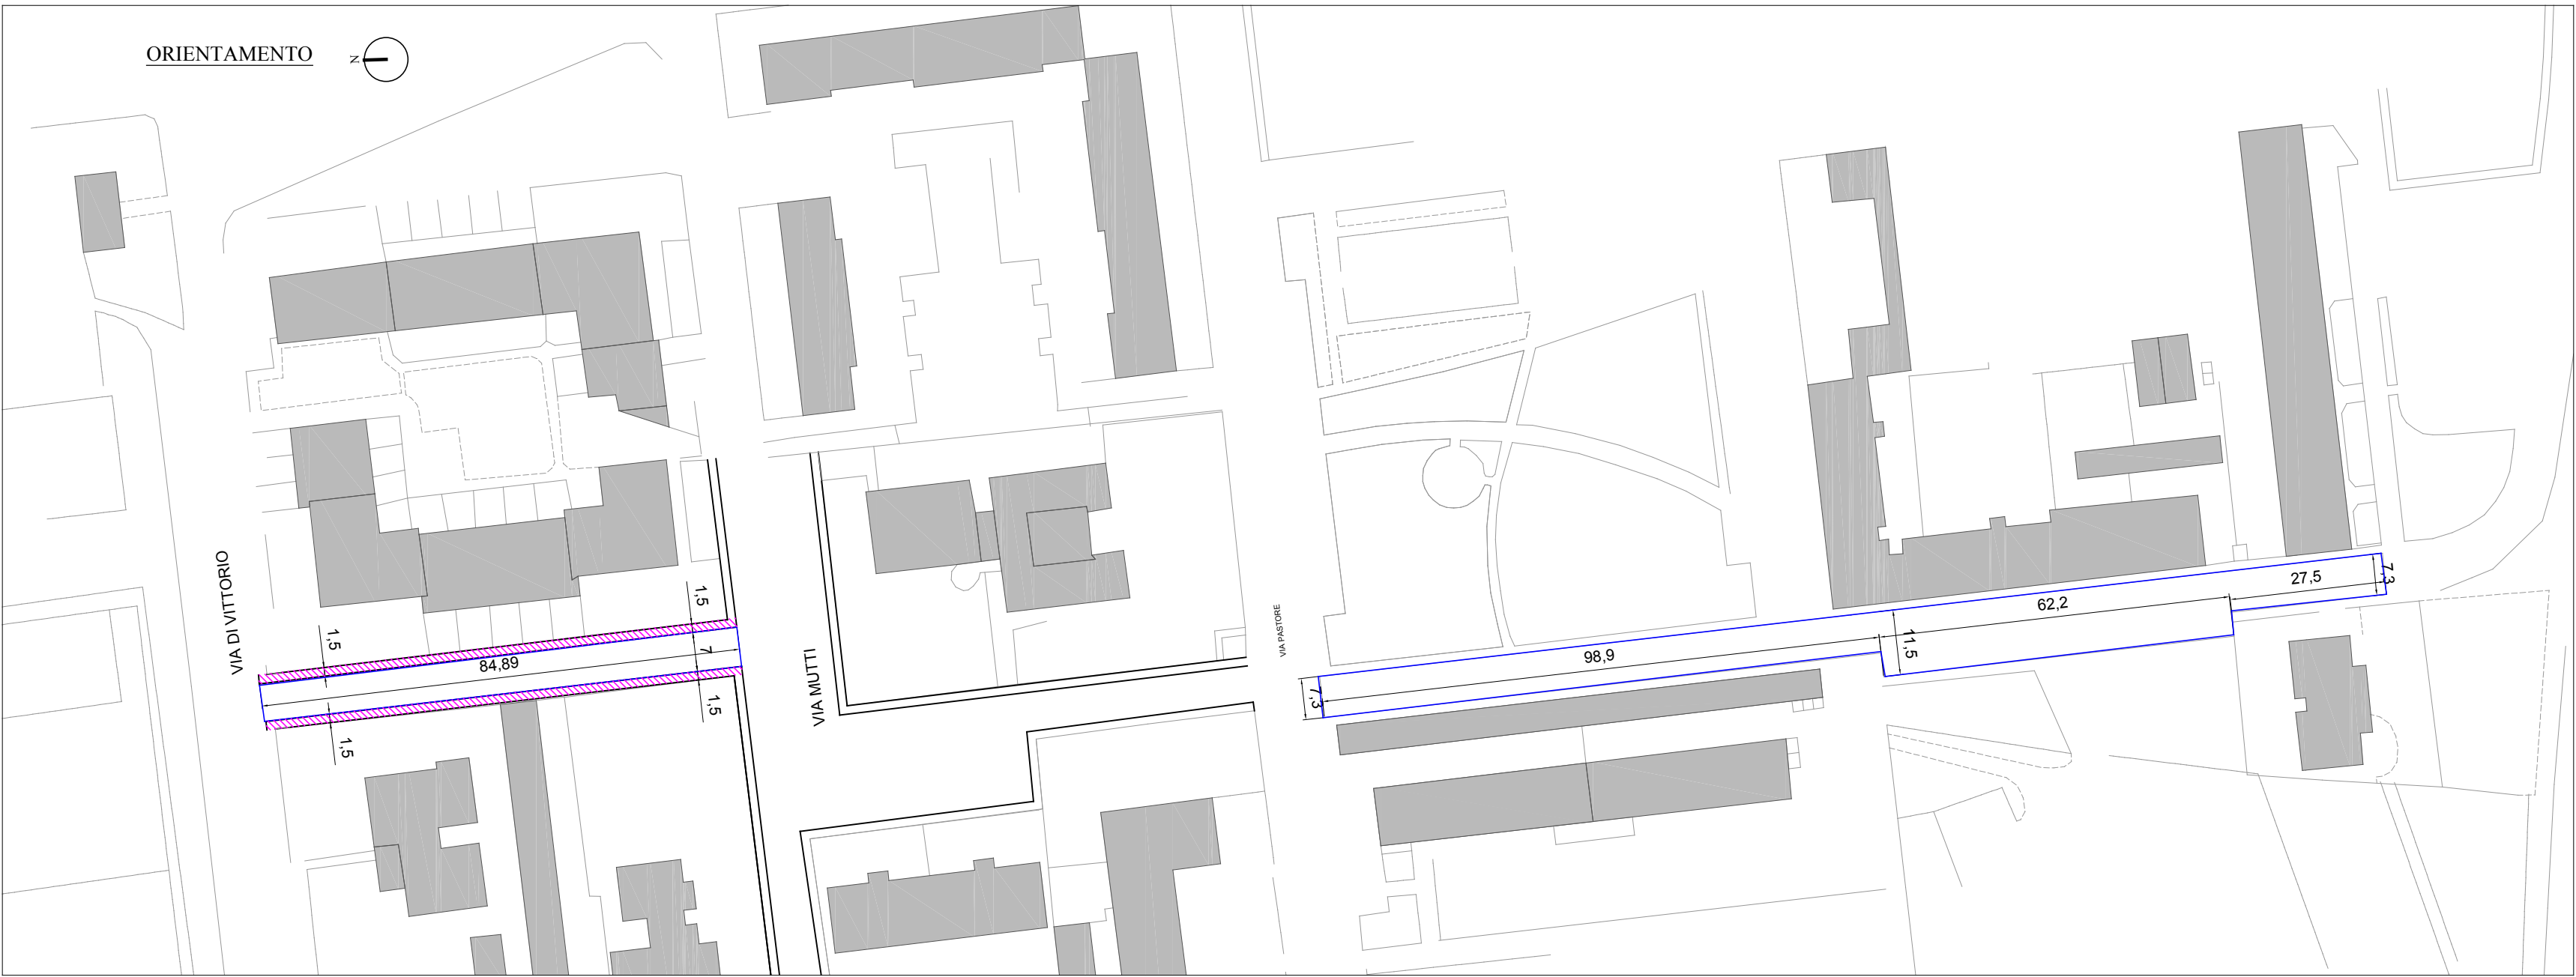 ORIENTAMENTO
N
VIA DI VITTORIO
1,5
1,5
84,89
7
1,5
1,5
VIA MUTTI
VIA PASTORE
7,3
98,9
11,5
62,2
27,5
7,3